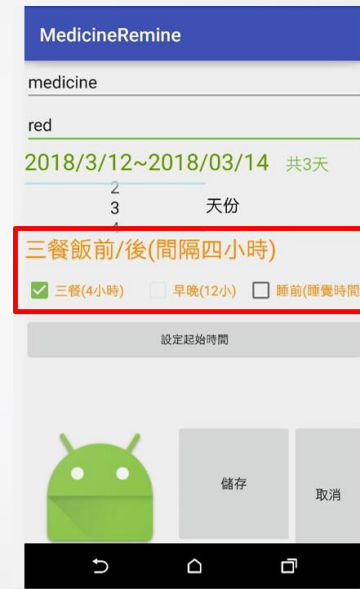 MedicineRemine
medicine
red
2018/3/12~2018/03/14 共3天
2
3 天份
三餐飯前/後(間隔四小時)
三餐(4小時) 早晚(12小) 睡前(睡覺時間
設定起始時間
儲存 取消